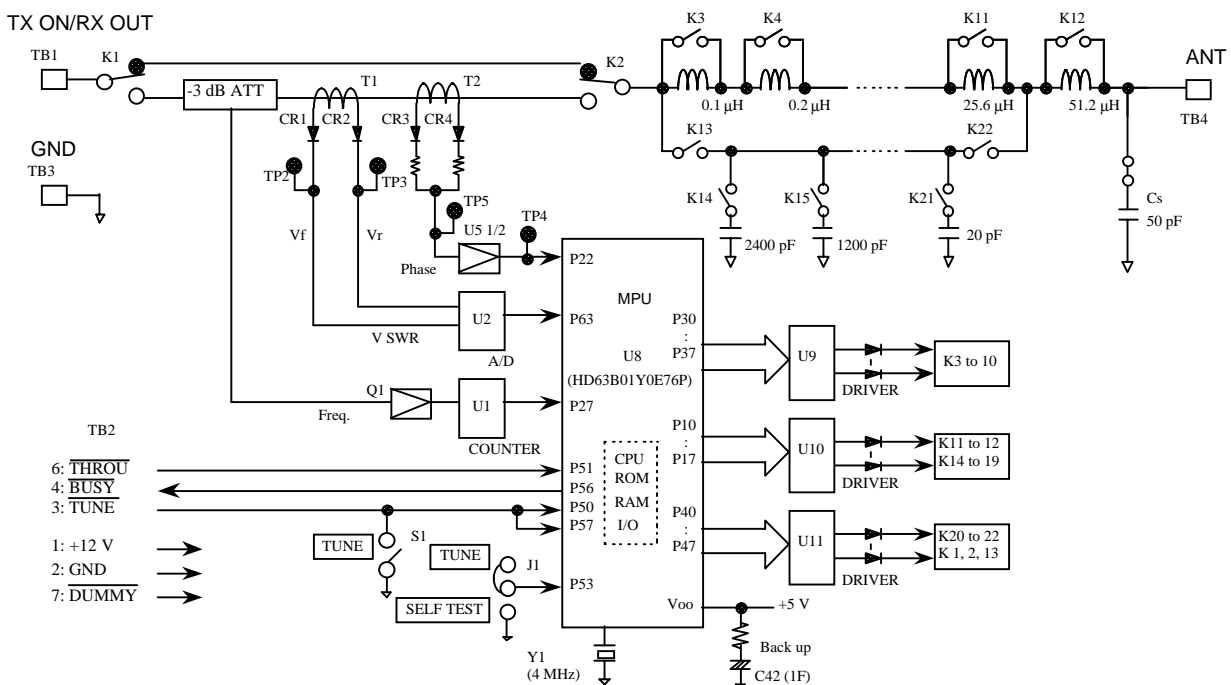 TX ON/RX OUT
TB1
K1
K2
K3
K4
K11
K12
ANT
TB4
-3 dB ATT
T1
T2
0.1 µH
0.2 µH
25.6 µH
51.2 µH
CR1
CR2
CR3
CR4
K13
K22
GND
TB3
TP2
TP3
TP5
TP4
K14
K15
K21
Cs
50 pF
2400 pF
1200 pF
20 pF
Vf
Vr
U5 1/2
Phase
P22
MPU
U2
V SWR
A/D
P63
U8
(HD63B01Y0E76P)
P30
:
P37
U9
DRIVER
K3 to 10
Q1
Freq.
U1
COUNTER
P27
P10
:
P17
U10
DRIVER
K11 to 12
K14 to 19
TB2
6: THROU
4: BUSY
3: TUNE
1: +12 V
2: GND
7: DUMMY
P51
P56
P50
P57
CPU
ROM
RAM
I/O
P40
:
P47
U11
DRIVER
K20 to 22
K 1, 2, 13
TUNE
S1
TUNE
J1
SELF TEST
P53
Voo
+5 V
Back up
C42 (1F)
Y1
(4 MHz)